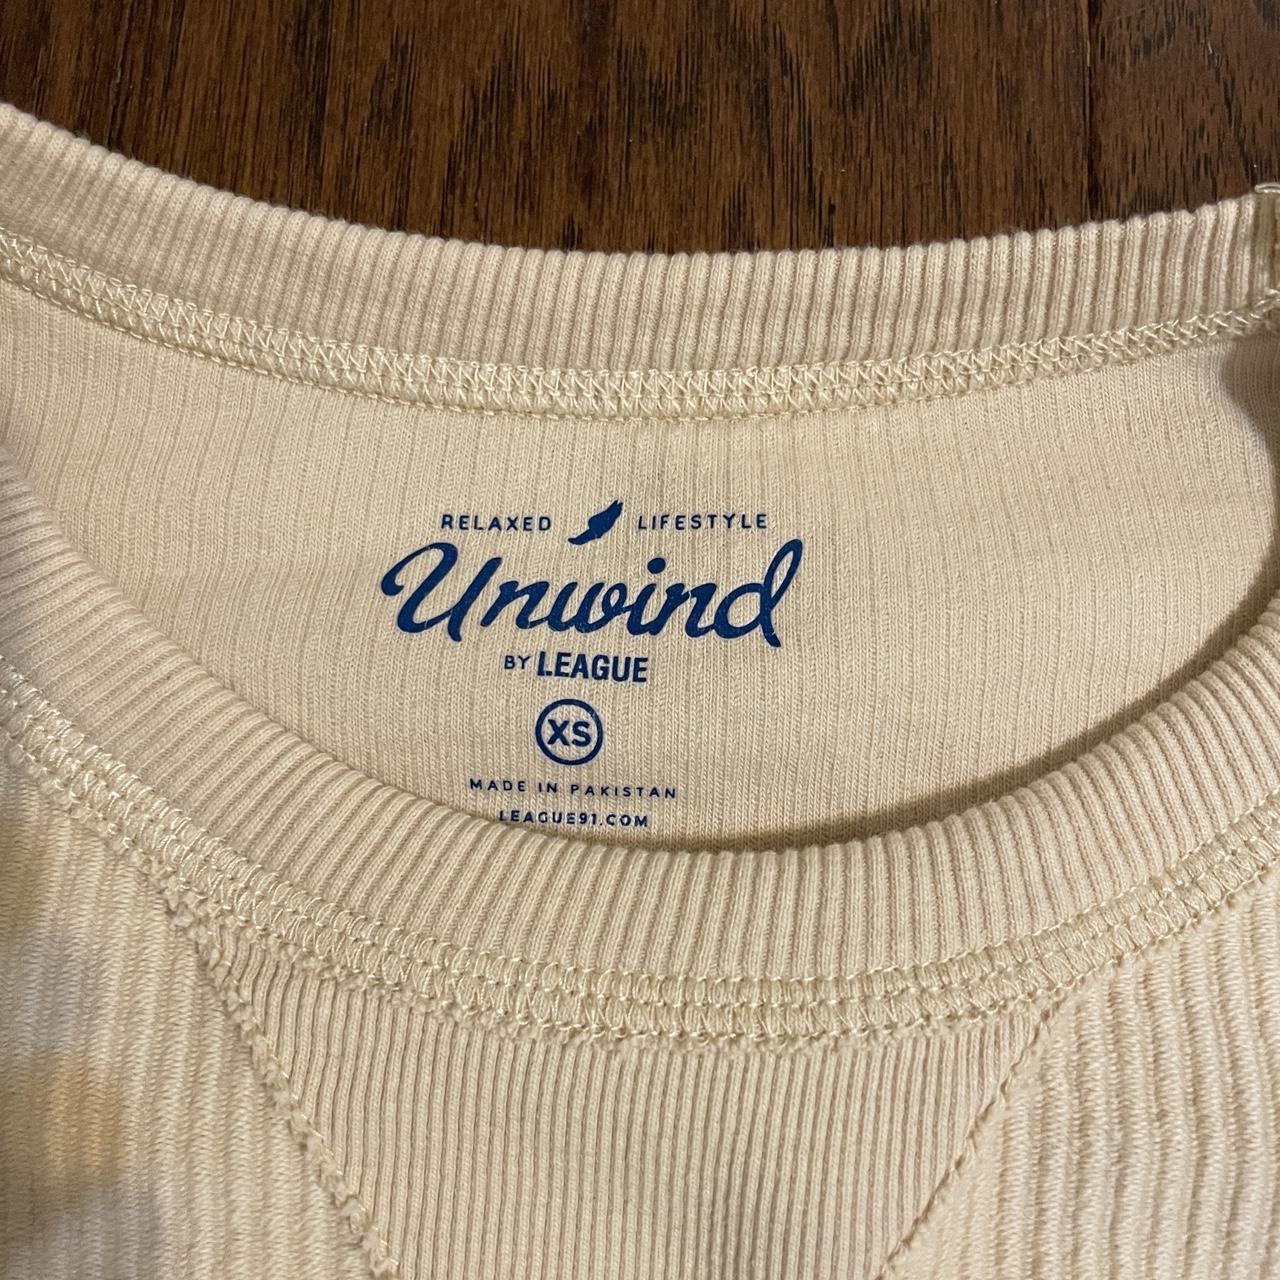 RELAXED LIFESTYLE
Unwind
BY LEAGUE
XS
MADE IN PAKISTAN
LEAGUE91.COM